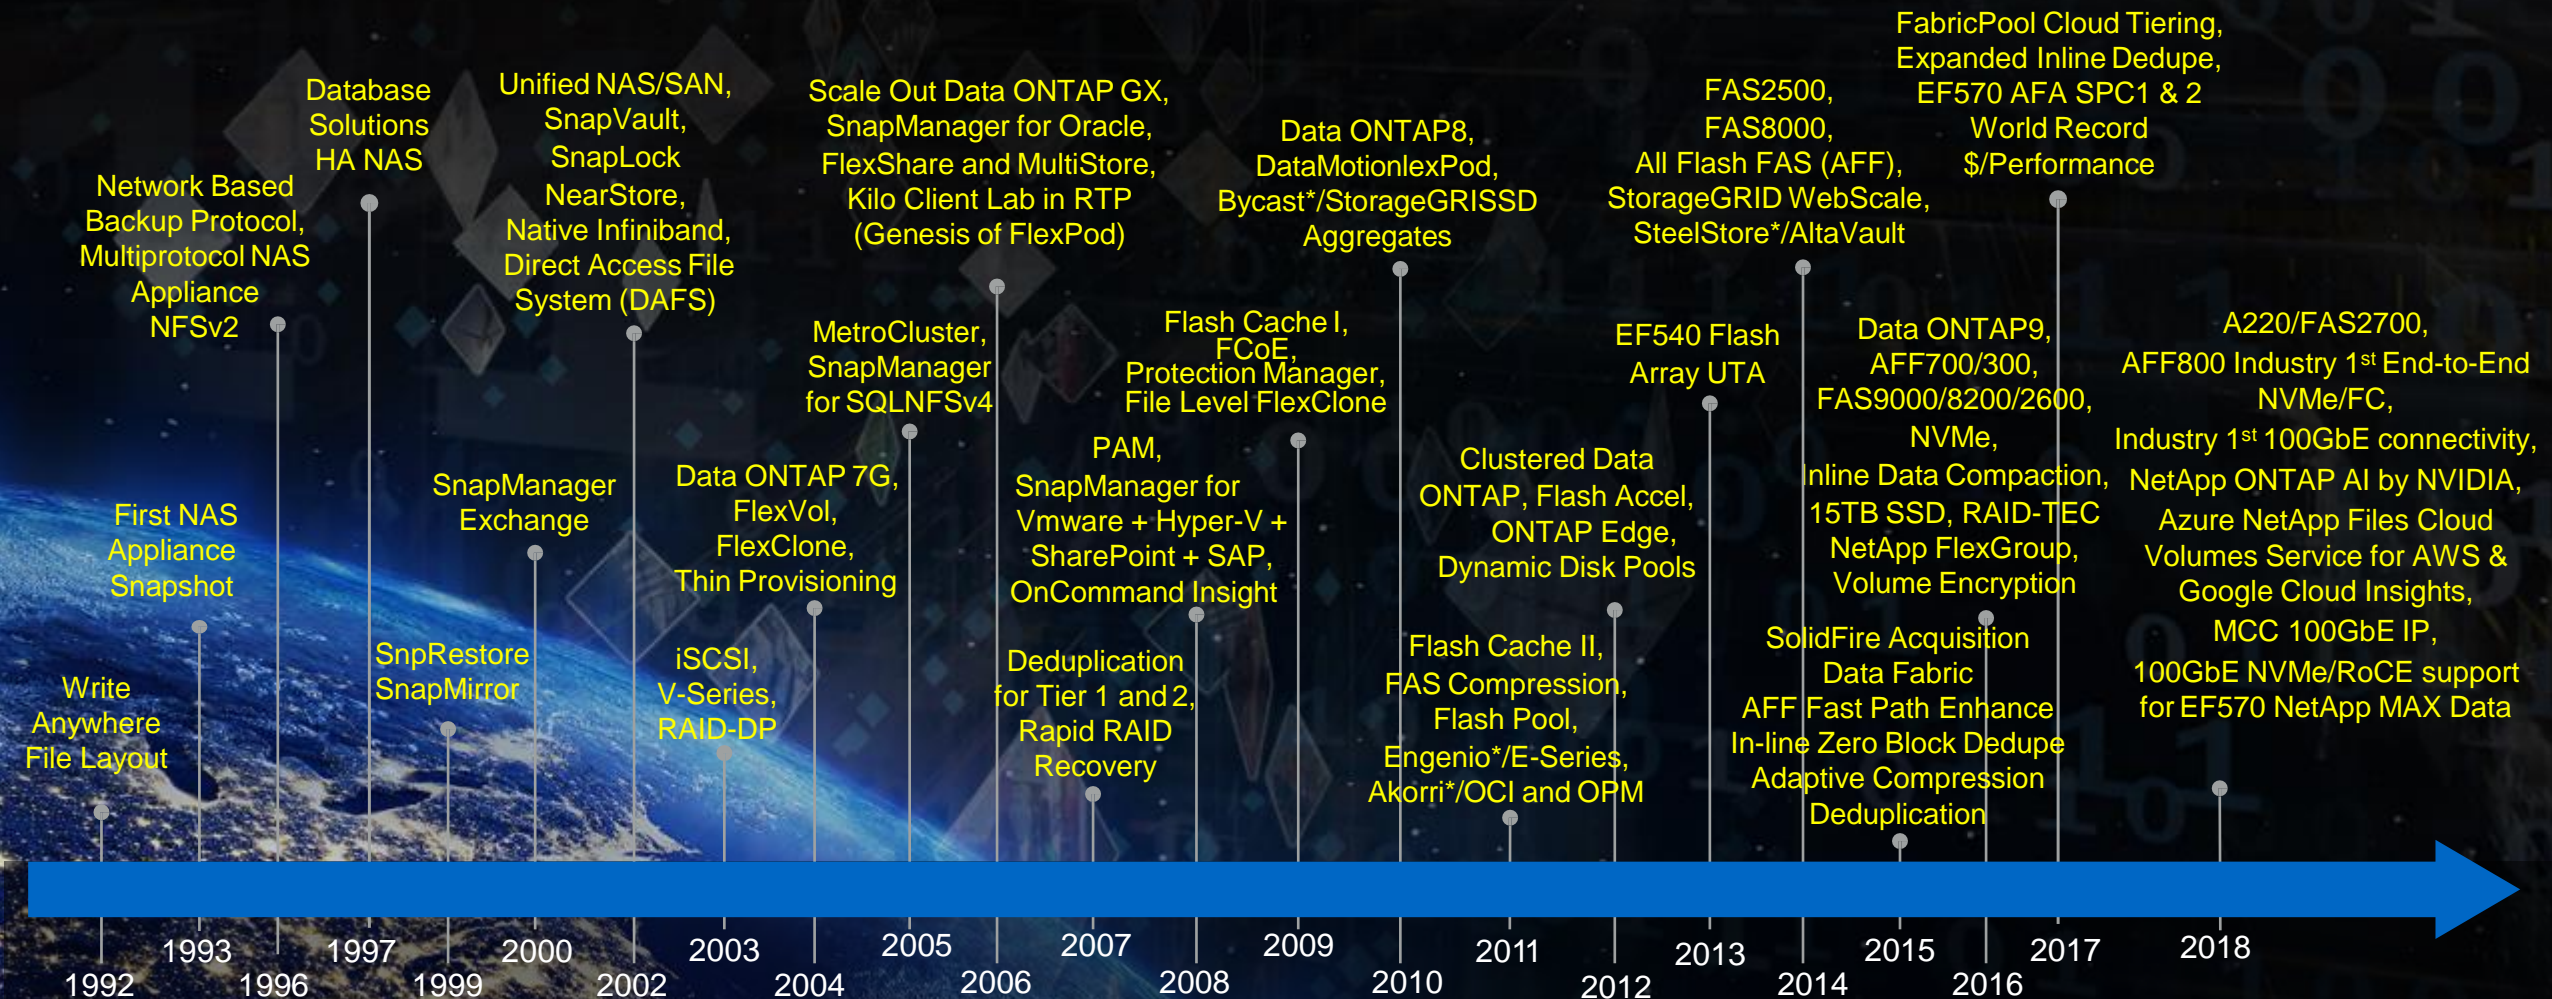 Write
Anywhere
File Layout
First NAS
Appliance
Snapshot
Network Based
Backup Protocol,
Multiprotocol NAS
Appliance
NFSv2
Database
Solutions
HA NAS
SnpRestore
SnapMirror
SnapManager
Exchange
Unified NAS/SAN,
SnapVault,
SnapLock
NearStore,
Native Infiniband,
Direct Access File
System (DAFS)
iSCSI,
V-Series,
RAID-DP
Data ONTAP 7G,
FlexVol,
FlexClone,
Thin Provisioning
MetroCluster,
SnapManager
for SQLNFSv4
Scale Out Data ONTAP GX,
SnapManager for Oracle,
FlexShare and MultiStore,
Kilo Client Lab in RTP
(Genesis of FlexPod)
Deduplication
for Tier 1 and 2,
Rapid RAID
Recovery
PAM,
SnapManager for
Vmware + Hyper-V +
SharePoint + SAP,
OnCommand Insight
Flash Cache I,
FCoE,
Protection Manager,
File Level FlexClone
Data ONTAP8,
DataMotionlexPod,
Bycast*/StorageGRISSD
Aggregates
Flash Cache II,
FAS Compression,
Flash Pool,
Engenio*/E-Series,
Akorri*/OCI and OPM
Clustered Data
ONTAP, Flash Accel,
ONTAP Edge,
Dynamic Disk Pools
EF540 Flash
Array UTA
FAS2500,
FAS8000,
All Flash FAS (AFF),
StorageGRID WebScale,
SteelStore*/AltaVault
SolidFire Acquisition
Data Fabric
AFF Fast Path Enhance
In-line Zero Block Dedupe
Adaptive Compression
Deduplication
Data ONTAP9,
AFF700/300,
FAS9000/8200/2600,
NVMe,
Inline Data Compaction,
15TB SSD, RAID-TEC
NetApp FlexGroup,
Volume Encryption
FabricPool Cloud Tiering,
Expanded Inline Dedupe,
EF570 AFA SPC1 & 2
World Record
$/Performance
A220/FAS2700,
AFF800 Industry 1st End-to-End
NVMe/FC,
Industry 1st 100GbE connectivity,
NetApp ONTAP AI by NVIDIA,
Azure NetApp Files Cloud
Volumes Service for AWS &
Google Cloud Insights,
MCC 100GbE IP,
100GbE NVMe/RoCE support
for EF570 NetApp MAX Data
1992
1993
1996
1997
1999
2000
2002
2003
2004
2005
2006
2007
2008
2009
2010
2011
2012
2013
2014
2015
2016
2017
2018